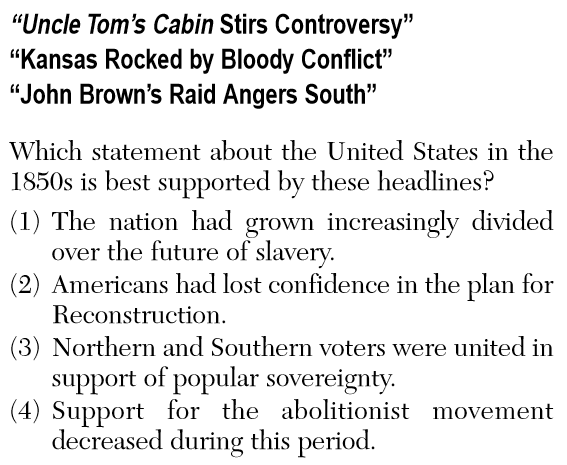 “Uncle Tom’s Cabin Stirs Controversy”
“Kansas Rocked by Bloody Conflict”
“John Brown’s Raid Angers South”
Which statement about the United States in the
1850s is best supported by these headlines?
(1) The nation had grown increasingly divided
over the future of slavery.
(2) Americans had lost confidence in the plan for
Reconstruction.
(3) Northern and Southern voters were united in
support of popular sovereignty.
(4) Support for the abolitionist movement
decreased during this period.